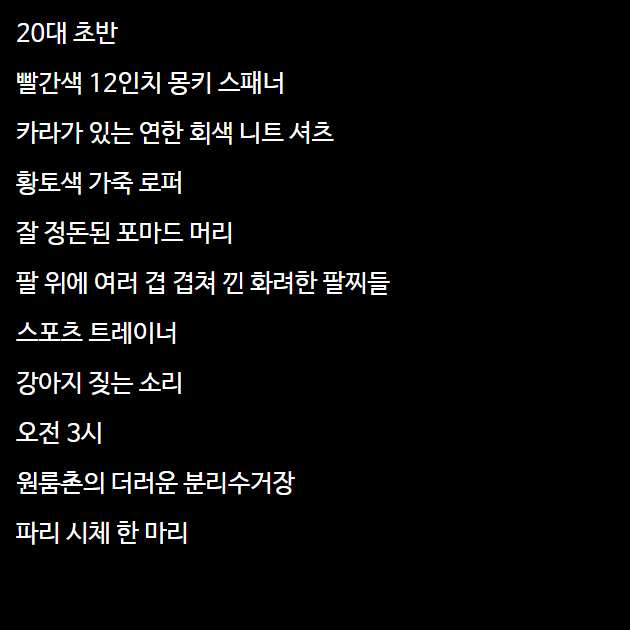 20대 초반
빨간색 12인치 몽키 스패너
카라가 있는 연한 회색 니트 셔츠
황토색 가죽 로퍼
잘 정돈된 포마드 머리
팔 위에 여러 겹 겹쳐 낀 화려한 팔찌들
스포츠 트레이너
강아지 짖는 소리
오전 3시
원룸촌의 더러운 분리수거장
파리 시체 한 마리